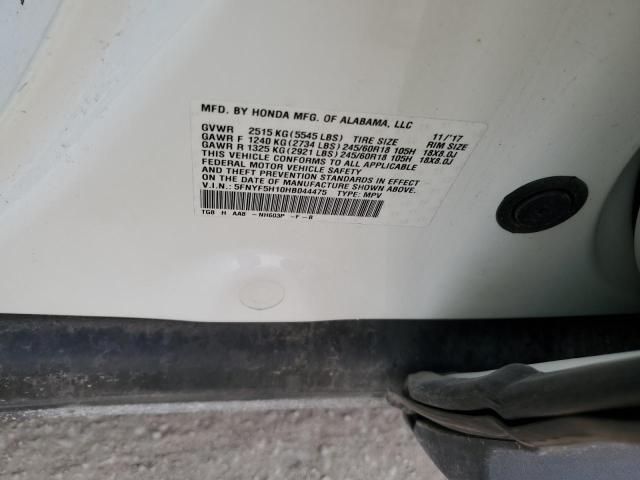 MFD. BY HONDA MFG. OF ALABAMA, LLC
GVWR 2515 KG (5545 LBS) TIRE SIZE 11/'17 RIM SIZE
GAWR F 1240 KG (2734 LBS) 245/60R18 105H 18X8.0J
GAWR R 1325 KG (2921 LBS) 245/60R18 105H 18X8.0J
THIS VEHICLE CONFORMS TO ALL APPLICABLE
FEDERAL MOTOR VEHICLE SAFETY
AND THEFT PREVENTION STANDARDS IN EFFECT
ON THE DATE OF MANUFACTURE SHOWN ABOVE.
V.I.N.: 5FNYF5H10HB044475 TYPE: MPV
TG8 H AA8 -NH603P -F -B